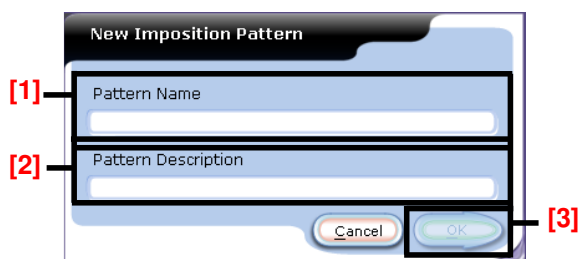 New Imposition Pattern
[1]
Pattern Name
[2]
Pattern Description
Cancel
OK
[3]